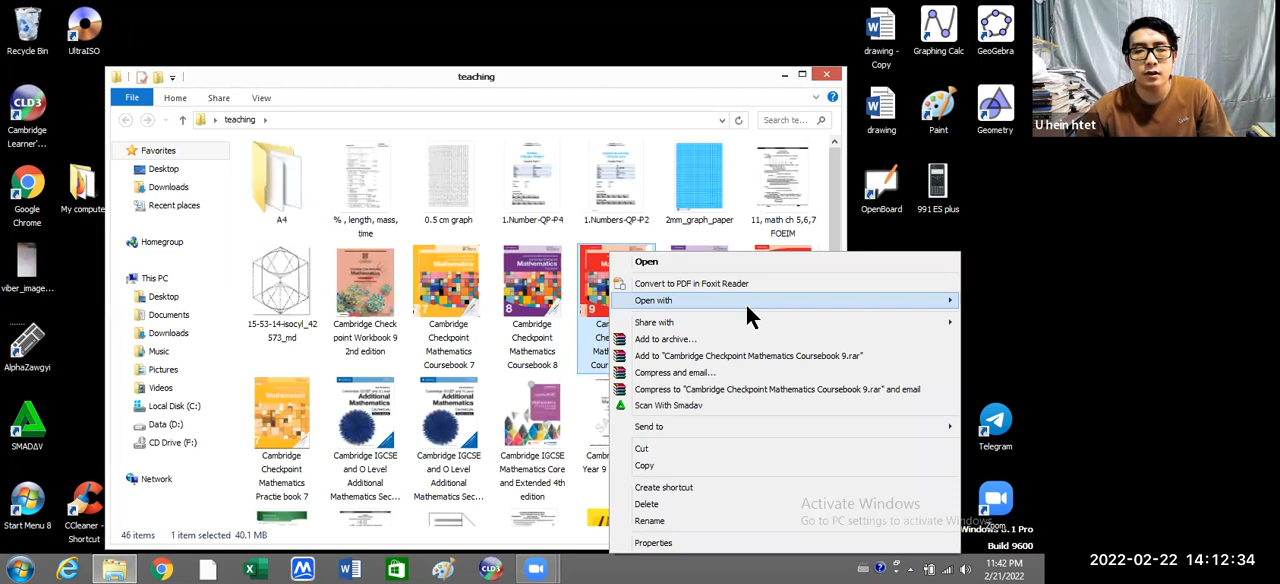 Recycle Bin
UltraISO
Cambridge
Learner'...
Google
Chrome
My compute...
viber_image...
AlphaZawgyi
SMADAV
Start Menu 8
CCleaner -
Shortcut
teaching
File
Home
Share
View
teaching
Search te...
Favorites
Desktop
Downloads
Recent places
Homegroup
This PC
Desktop
Documents
Downloads
Music
Pictures
Videos
Local Disk (C:)
Data (D:)
CD Drive (F:)
Network
A4
% , length, mass,
time
0.5 cm graph
1.Number-QP-P4
1.Numbers-QP-P2
2mm_graph_paper
11, math ch 5,6,7
FOEIM
15-53-14-isocyl_42
573_md
Cambridge Check
point Workbook 9
2nd edition
Cambridge
Checkpoint
Mathematics
Coursebook 7
Cambridge
Checkpoint
Mathematics
Coursebook 8
Cambridge
Checkpoint
Mathematics
Practie book 7
Cambridge IGCSE
and O Level
Additional
Mathematics Sec...
Cambridge IGCSE
and O Level
Additional
Mathematics Sec...
Cambridge IGCSE
Mathematics Core
and Extended 4th
edition
Year 9
46 items
1 item selected
40.1 MB
Open
Convert to PDF in Foxit Reader
Open with
Share with
Add to archive...
Add to "Cambridge Checkpoint Mathematics Coursebook 9.rar"
Compress and email...
Compress to "Cambridge Checkpoint Mathematics Coursebook 9.rar" and email
Scan With Smadav
Send to
Cut
Copy
Create shortcut
Delete
Rename
Properties
drawing -
Copy
Graphing Calc
GeoGebra
drawing
Paint
Geometry
OpenBoard
991 ES plus
Telegram
Zoom
U hein htet
Activate Windows
Go to PC settings to activate Windows.
Windows 8.1 Pro
Build 9600
11:42 PM
2/21/2022
2022-02-22 14:12:34